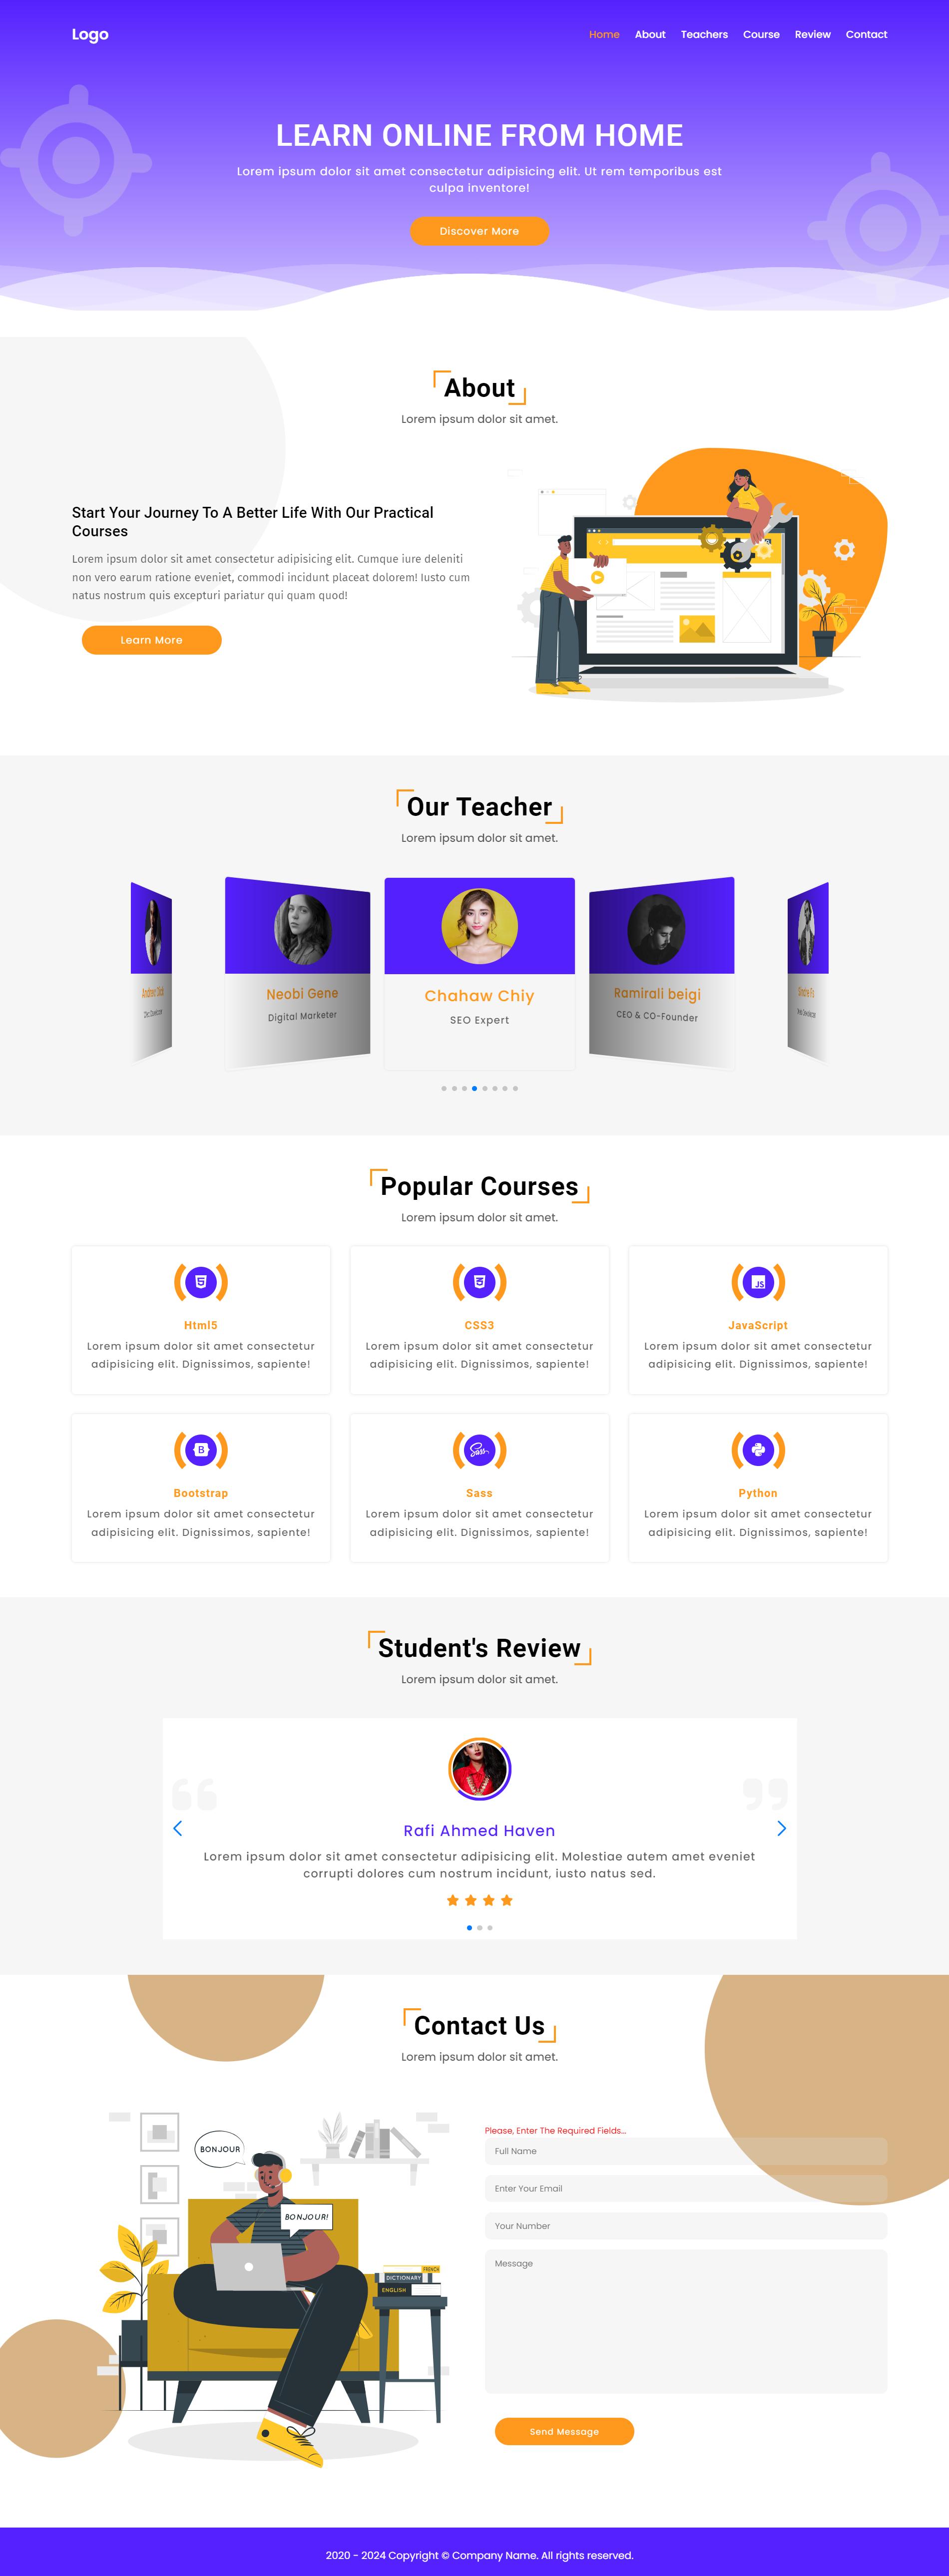 Logo
Home About Teachers Course Review Contact
LEARN ONLINE FROM HOME
Lorem ipsum dolor sit amet consectetur adipisicing elit. Ut rem temporibus est
culpa inventore!
Discover More
About
Lorem ipsum dolor sit amet.
Start Your Journey To A Better Life With Our Practical
Courses
Lorem ipsum dolor sit amet consectetur adipisicing elit. Cumque iure deleniti
non vero earum ratione eveniet, commodi incidunt placeat dolorem! Iusto cum
natus nostrum quis excepturi pariatur qui quam quod!
Learn More
Our Teacher
Lorem ipsum dolor sit amet.
Neobi Gene
Digital Marketer
Chahaw Chiy
SEO Expert
Ramirali beigi
CEO & CO-Founder
Popular Courses
Lorem ipsum dolor sit amet.
Html5
Lorem ipsum dolor sit amet consectetur
adipisicing elit. Dignissimos, sapiente!
CSS3
Lorem ipsum dolor sit amet consectetur
adipisicing elit. Dignissimos, sapiente!
JS
JavaScript
Lorem ipsum dolor sit amet consectetur
adipisicing elit. Dignissimos, sapiente!
B
Bootstrap
Lorem ipsum dolor sit amet consectetur
adipisicing elit. Dignissimos, sapiente!
Sass
Sass
Lorem ipsum dolor sit amet consectetur
adipisicing elit. Dignissimos, sapiente!
Python
Lorem ipsum dolor sit amet consectetur
adipisicing elit. Dignissimos, sapiente!
Student's Review
Lorem ipsum dolor sit amet.
Rafi Ahmed Haven
Lorem ipsum dolor sit amet consectetur adipisicing elit. Molestiae autem amet eveniet
corrupti dolores cum nostrum incidunt, iusto natus sed.
Contact Us
Lorem ipsum dolor sit amet.
BONJOUR
BONJOUR!
FRENCH
DICTIONARY
ENGLISH
Please, Enter The Required Fields...
Full Name
Enter Your Email
Your Number
Message
Send Message
2020 - 2024 Copyright © Company Name. All rights reserved.